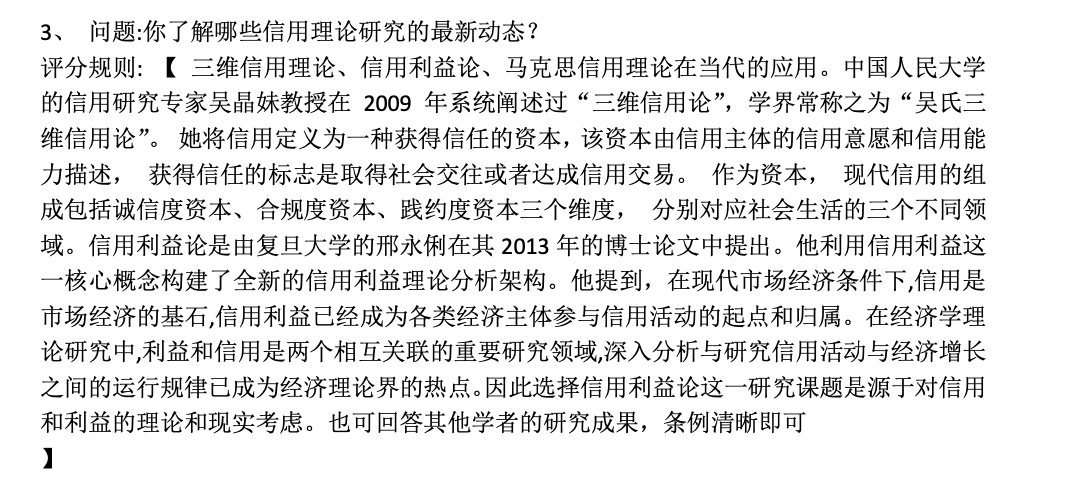 3、 问题:你了解哪些信用理论研究的最新动态？
评分规则: 【 三维信用理论、信用利益论、马克思信用理论在当代的应用。中国人民大学
的信用研究专家吴晶妹教授在 2009 年系统阐述过“三维信用论”，学界常称之为“吴氏三
维信用论”。 她将信用定义为一种获得信任的资本，该资本由信用主体的信用意愿和信用能
力描述， 获得信任的标志是取得社会交往或者达成信用交易。 作为资本， 现代信用的组
成包括诚信度资本、合规度资本、践约度资本三个维度， 分别对应社会生活的三个不同领
域。信用利益论是由复旦大学的邢永俐在其 2013 年的博士论文中提出。他利用信用利益这
一核心概念构建了全新的信用利益理论分析架构。他提到，在现代市场经济条件下,信用是
市场经济的基石,信用利益已经成为各类经济主体参与信用活动的起点和归属。在经济学理
论研究中,利益和信用是两个相互关联的重要研究领域,深入分析与研究信用活动与经济增长
之间的运行规律已成为经济理论界的热点。因此选择信用利益论这一研究课题是源于对信用
和利益的理论和现实考虑。也可回答其他学者的研究成果，条例清晰即可
】